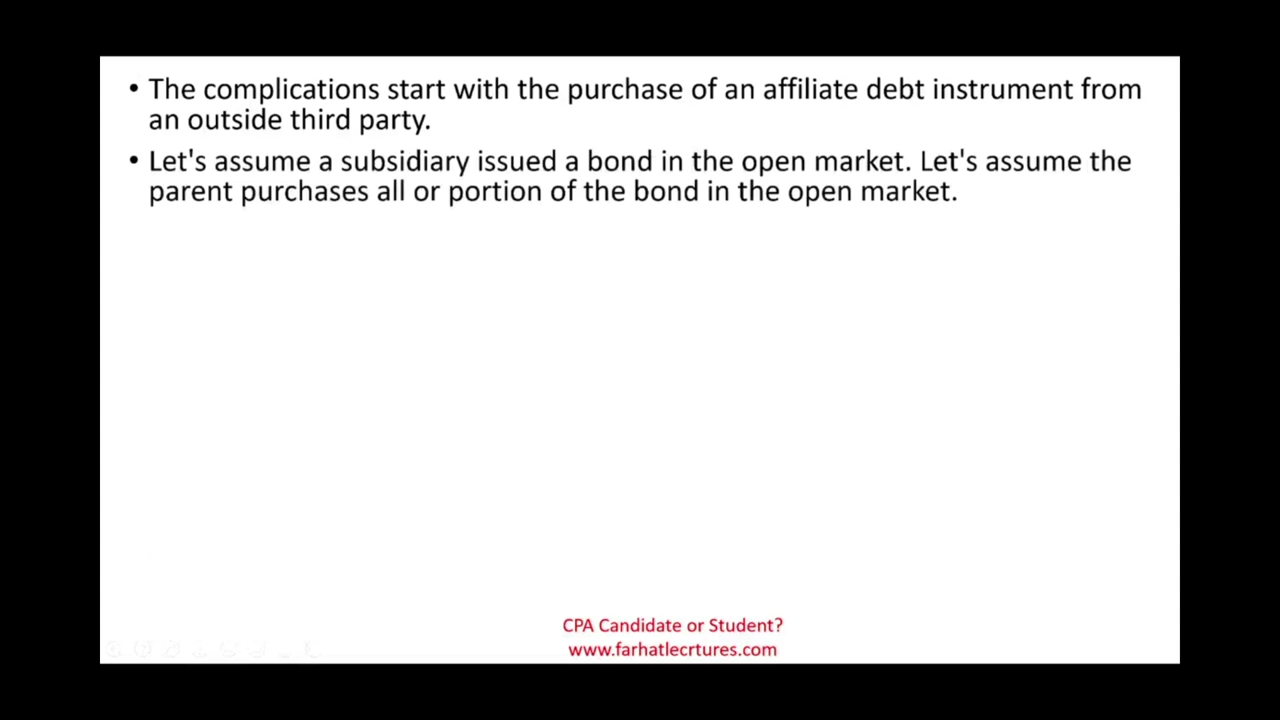 • The complications start with the purchase of an affiliate debt instrument from
an outside third party.
• Let's assume a subsidiary issued a bond in the open market. Let's assume the
parent purchases all or portion of the bond in the open market.
CPA Candidate or Student?
www.farhatlecrtures.com